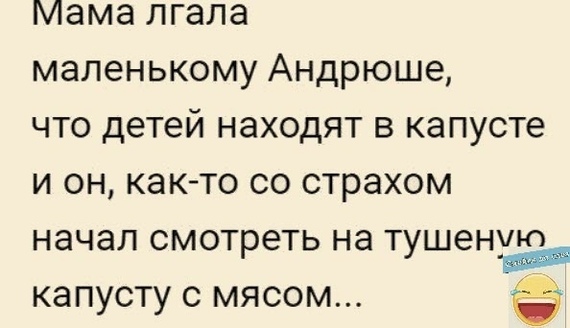 Мама лгала
маленькому Андрюше,
что детей находят в капусте
и он, как-то со страхом
начал смотреть на тушеную
капусту с мясом...